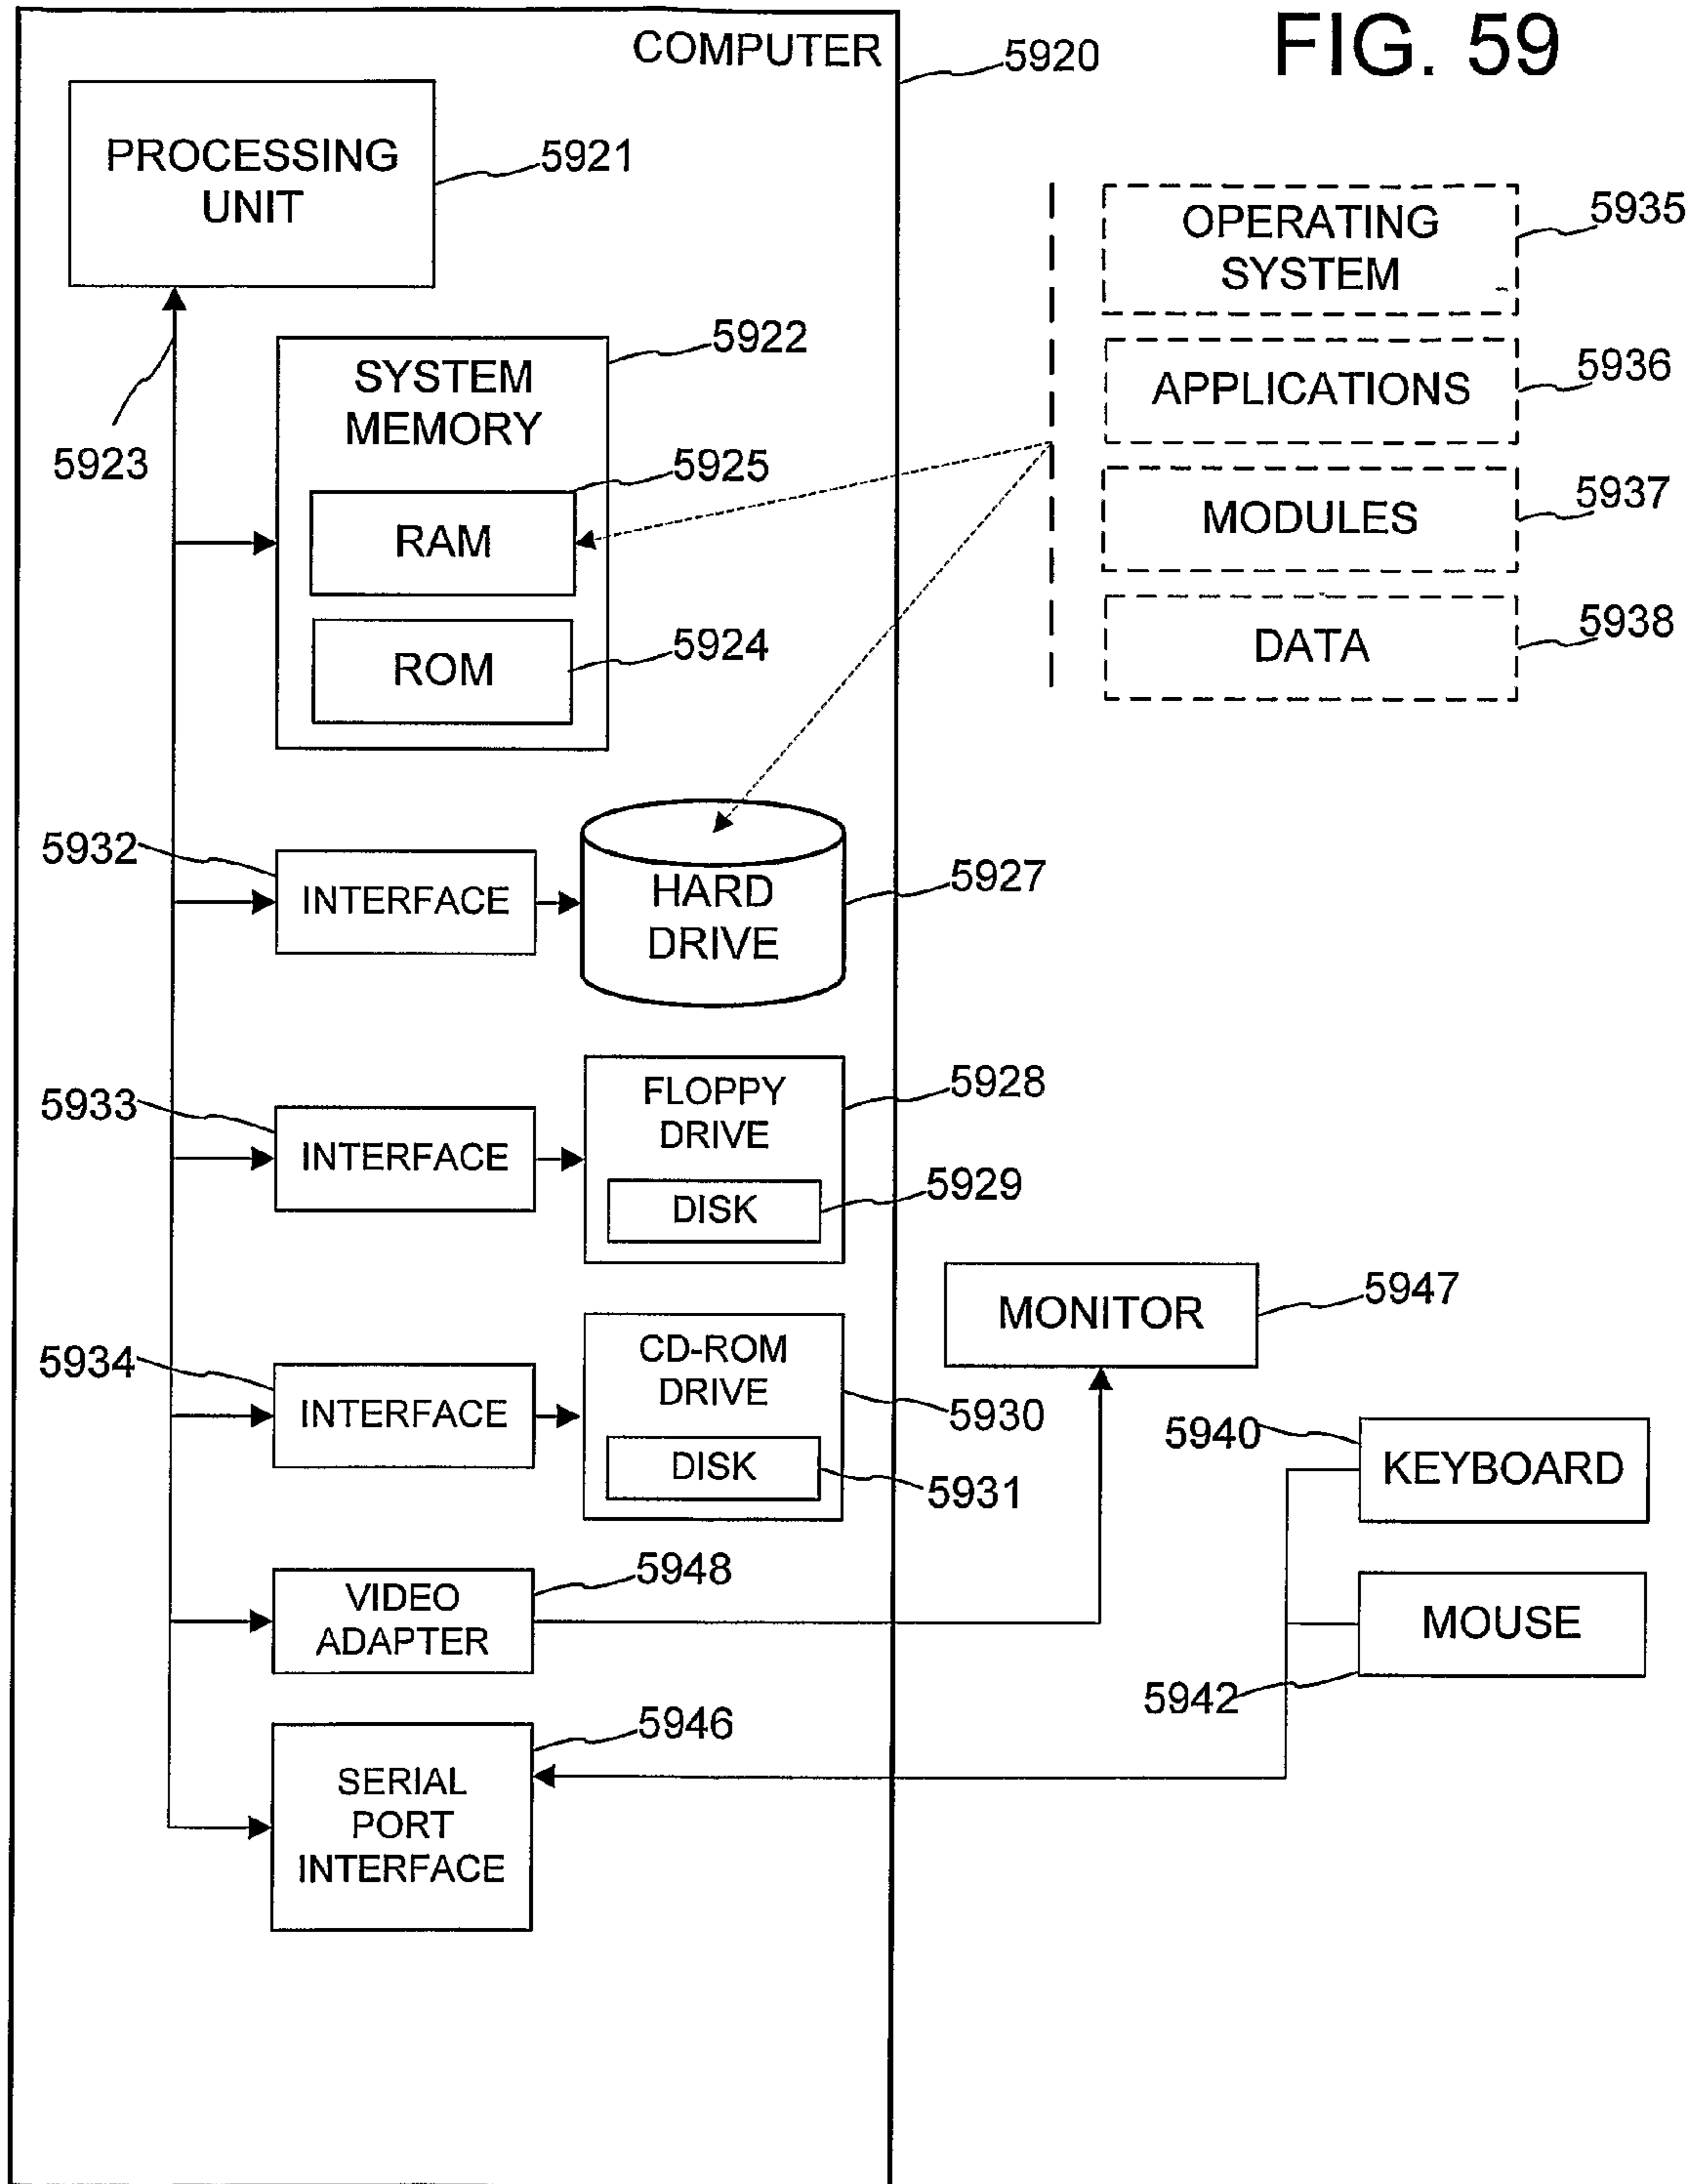 FIG. 59
COMPUTER
5920
PROCESSING
UNIT
5921
5923
SYSTEM
MEMORY
5922
5925
RAM
ROM
5924
OPERATING
SYSTEM
5935
APPLICATIONS
5936
MODULES
5937
DATA
5938
5932
INTERFACE
HARD
DRIVE
5927
5933
INTERFACE
FLOPPY
DRIVE
5928
DISK
5929
5934
INTERFACE
CD-ROM
DRIVE
5930
DISK
5931
MONITOR
5947
5940
KEYBOARD
MOUSE
5942
VIDEO
ADAPTER
5948
5946
SERIAL
PORT
INTERFACE